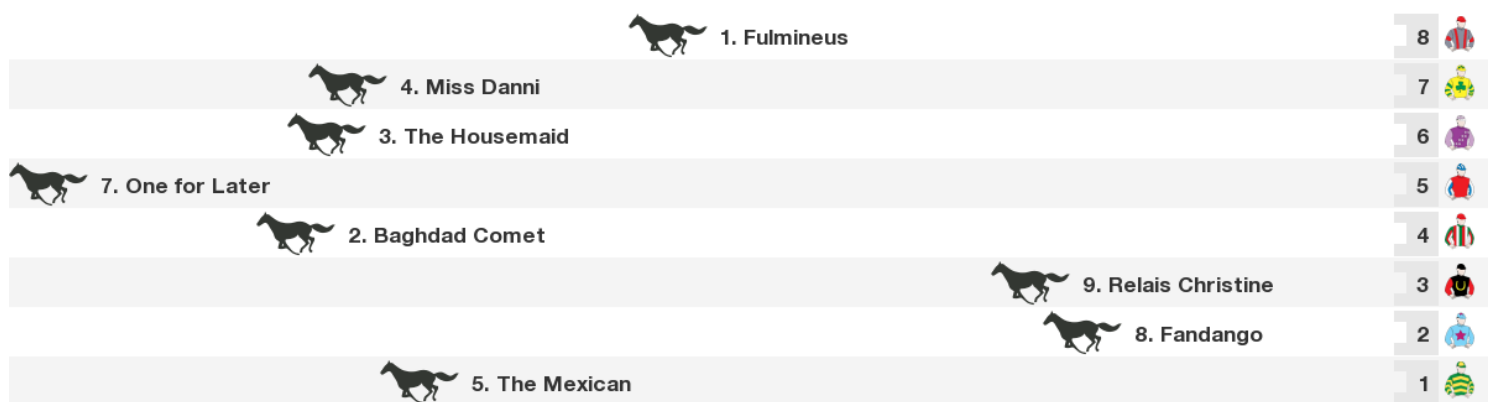 1. Fulmineus 8
4. Miss Danni 7
3. The Housemaid 6
7. One for Later 5
2. Baghdad Comet 4
9. Relais Christine 3
8. Fandango 2
5. The Mexican 1